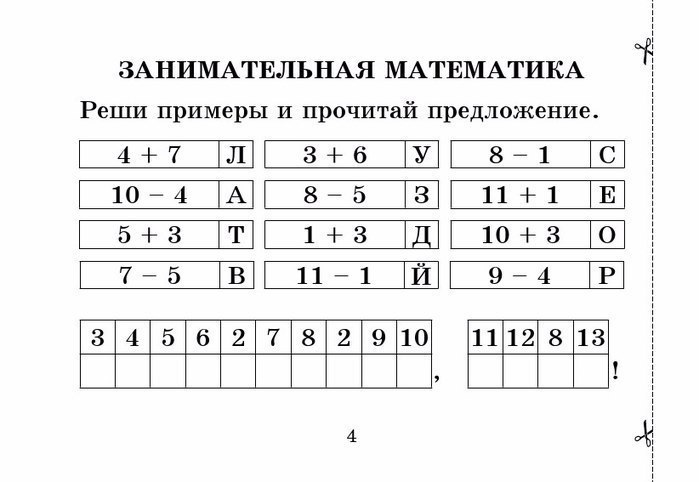 ЗАНИМАТЕЛЬНАЯ МАТЕМАТИКА
Реши примеры и прочитай предложение.
4 + 7 Л 3 + 6 У 8 – 1 С
10 – 4 А 8 – 5 З 11 + 1 Е
5 + 3 Т 1 + 3 Д 10 + 3 О
7 – 5 В 11 – 1 Й 9 – 4 Р
3 4 5 6 2 7 8 2 9 10 11 12 8 13
, !
4